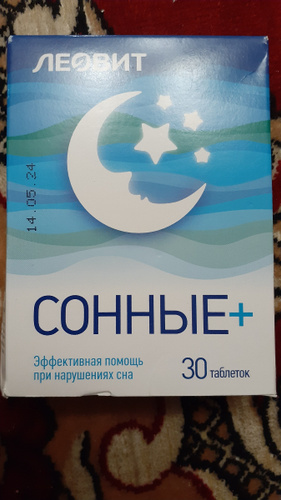 ЛЕОВИТ
14.05.24
СОННЫЕ+
Эффективная помощь
при нарушениях сна
30 таблеток